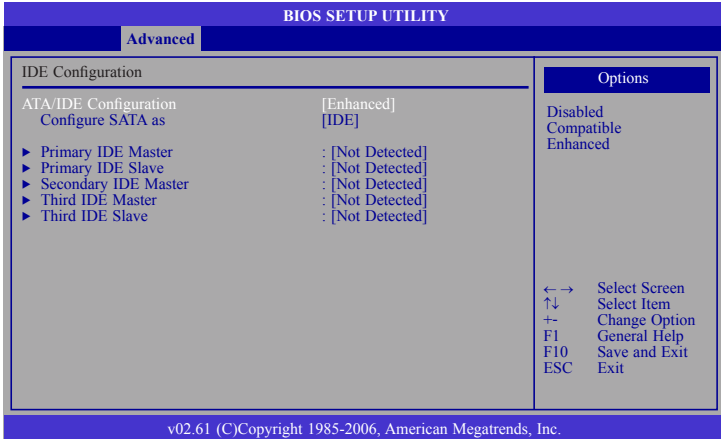 BIOS SETUP UTILITY
Advanced
IDE Configuration
ATA/IDE Configuration [Enhanced]
Configure SATA as [IDE]
► Primary IDE Master : [Not Detected]
► Primary IDE Slave : [Not Detected]
► Secondary IDE Master : [Not Detected]
► Third IDE Master : [Not Detected]
► Third IDE Slave : [Not Detected]
Options
Disabled
Compatible
Enhanced
←→ Select Screen
↑↓ Select Item
+- Change Option
F1 General Help
F10 Save and Exit
ESC Exit
v02.61 (C)Copyright 1985-2006, American Megatrends, Inc.